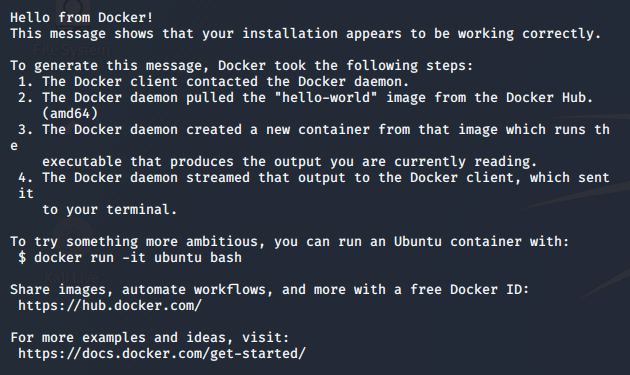 Hello from Docker!
This message shows that your installation appears to be working correctly.
To generate this message, Docker took the following steps:
1. The Docker client contacted the Docker daemon.
2. The Docker daemon pulled the "hello-world" image from the Docker Hub.
(amd64)
3. The Docker daemon created a new container from that image which runs th
e
executable that produces the output you are currently reading.
4. The Docker daemon streamed that output to the Docker client, which sent
it
to your terminal.
To try something more ambitious, you can run an Ubuntu container with:
$ docker run -it ubuntu bash
Share images, automate workflows, and more with a free Docker ID:
https://hub.docker.com/
For more examples and ideas, visit:
https://docs.docker.com/get-started/